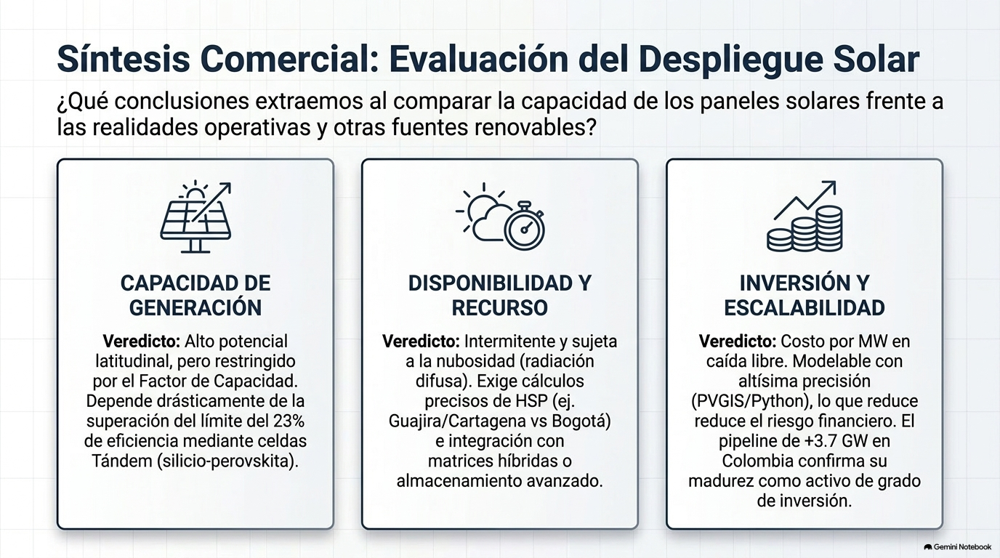 Síntesis Comercial: Evaluación del Despliegue Solar
¿Qué conclusiones extraemos al comparar la capacidad de los paneles solares frente a
las realidades operativas y otras fuentes renovables?
CAPACIDAD DE
GENERACIÓN
Veredicto: Alto potencial
latitudinal, pero restringido
por el Factor de Capacidad.
Depende drásticamente de la
superación del límite del 23%
de eficiencia mediante celdas
Tándem (silicio-perovskita).
DISPONIBILIDAD Y
RECURSO
Veredicto: Intermitente y sujeta
a la nubosidad (radiación
difusa). Exige cálculos
precisos de HSP (ej.
Guajira/Cartagena vs Bogotá)
e integración con
matrices híbridas o
almacenamiento avanzado.
INVERSIÓN Y
ESCALABILIDAD
Veredicto: Costo por MW en
caída libre. Modelable con
altísima precisión
(PVGIS/Python), lo que reduce
reduce el riesgo financiero. El
pipeline de +3.7 GW en
Colombia confirma su
madurez como activo de grado
de inversión.
Gemini Notebook